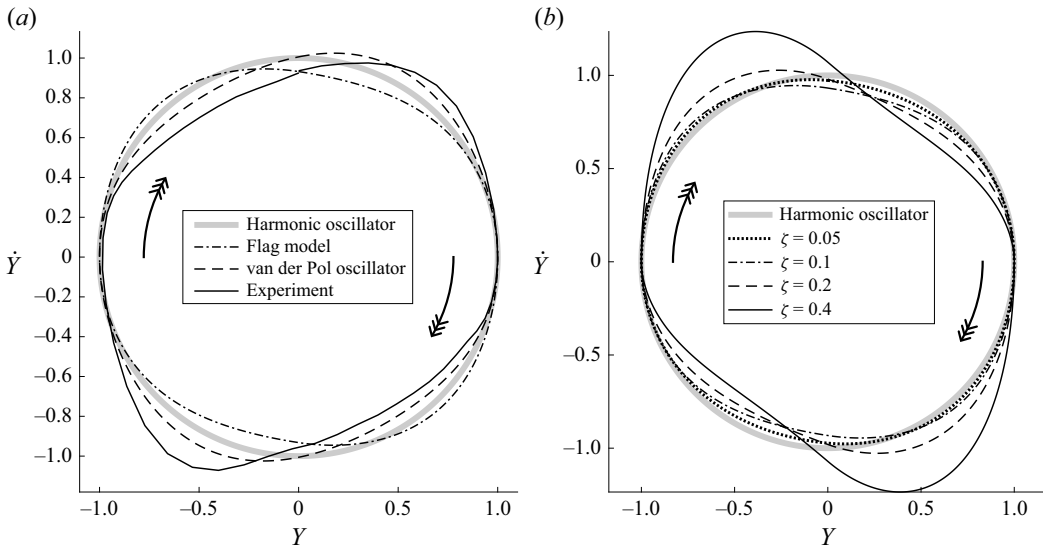 (a)
1.0
0.8
0.6
0.4
0.2
0
–0.2
–0.4
–0.6
–0.8
–1.0
Ẏ
Harmonic oscillator
Flag model
van der Pol oscillator
Experiment
–1.0 –0.5 0 0.5 1.0
Y
(b)
1.0
0.5
0
–0.5
–1.0
Ẏ
Harmonic oscillator
ζ = 0.05
ζ = 0.1
ζ = 0.2
ζ = 0.4
–1.0 –0.5 0 0.5 1.0
Y